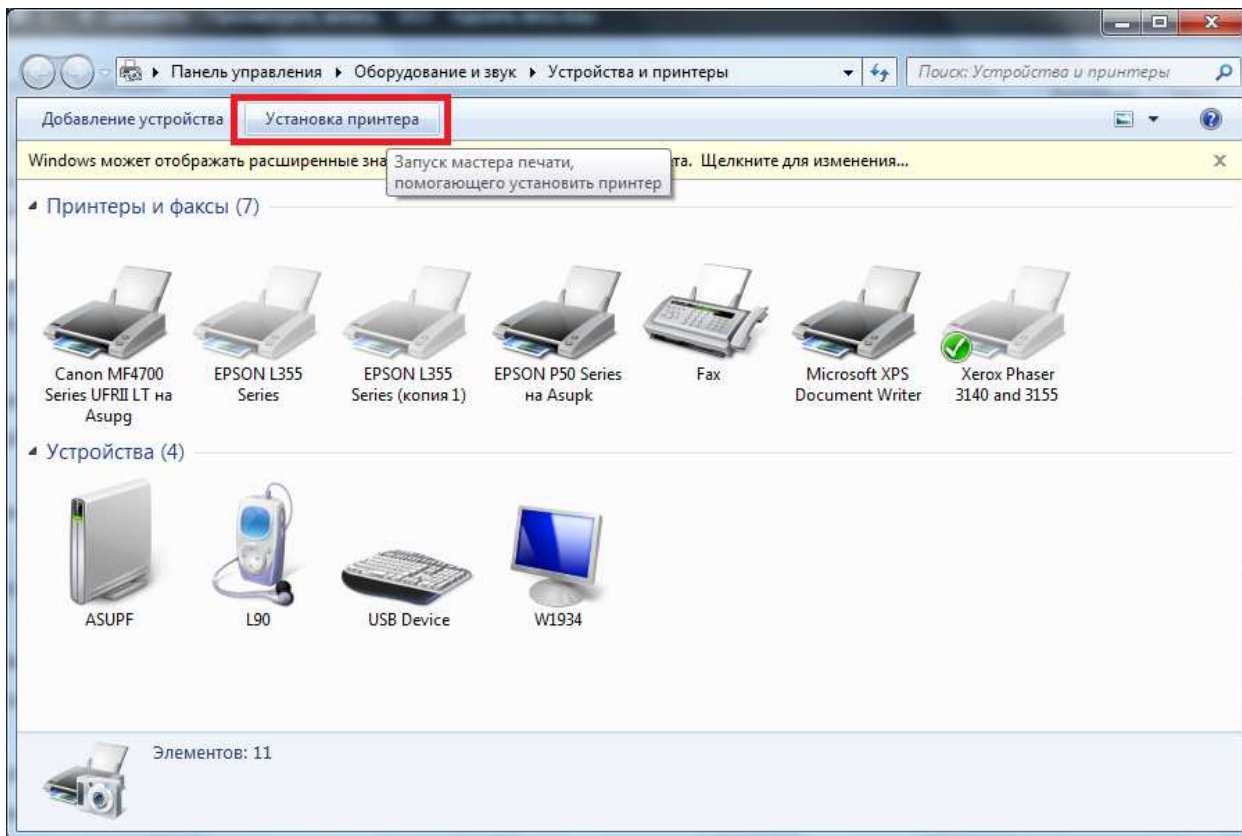 Панель управления Оборудование и звук Устройства и принтеры Поиск: Устройства и принтеры
Добавление устройства Установка принтера
Windows может отображать расширенные зна та. Щелкните для изменения...
Запуск мастера печати,
помогающего установить принтер
Принтеры и факсы (7)
Canon MF4700
Series UFRII LT на
Asupg
EPSON L355
Series
EPSON L355
Series (копия 1)
EPSON P50 Series
на Asupk
Fax
Microsoft XPS
Document Writer
Xerox Phaser
3140 and 3155
Устройства (4)
ASUPF
L90
USB Device
W1934
Элементов: 11